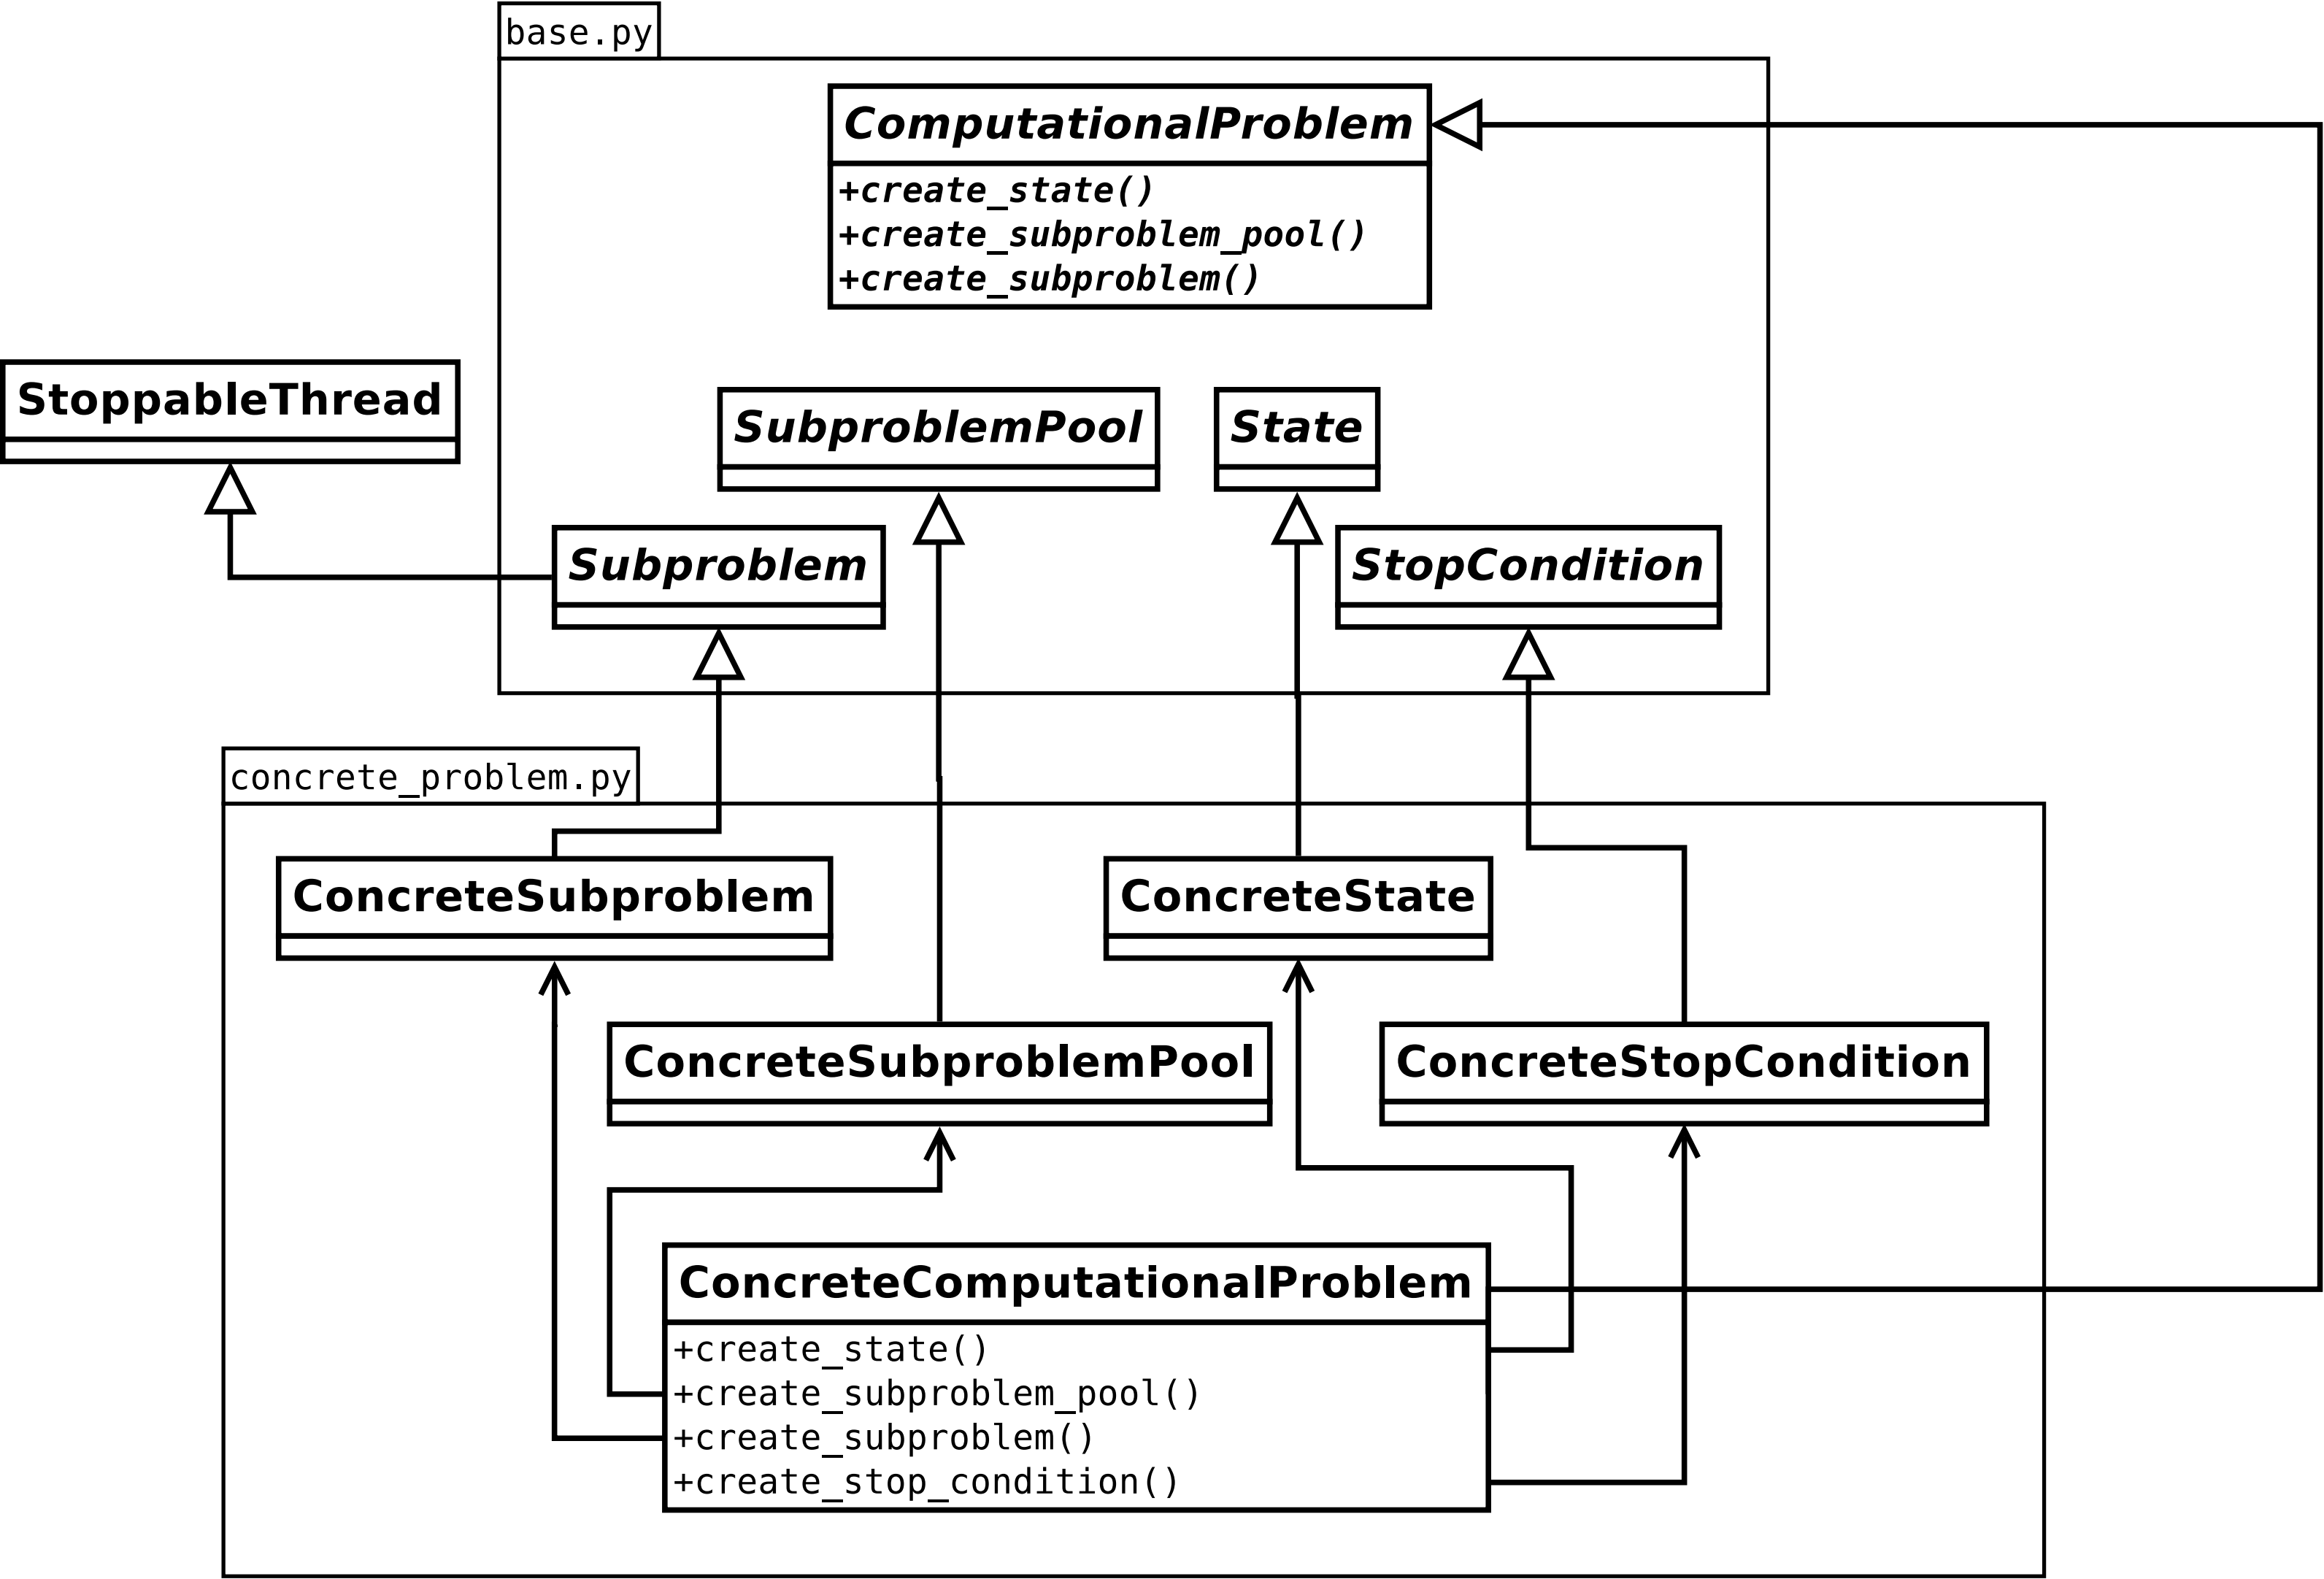 base.py
ComputationalProblem
+create_state()
+create_subproblem_pool()
+create_subproblem()
StoppableThread
SubproblemPool
State
Subproblem
StopCondition
concrete_problem.py
ConcreteSubproblem
ConcreteState
ConcreteSubproblemPool
ConcreteStopCondition
ConcreteComputationalProblem
+create_state()
+create_subproblem_pool()
+create_subproblem()
+create_stop_condition()